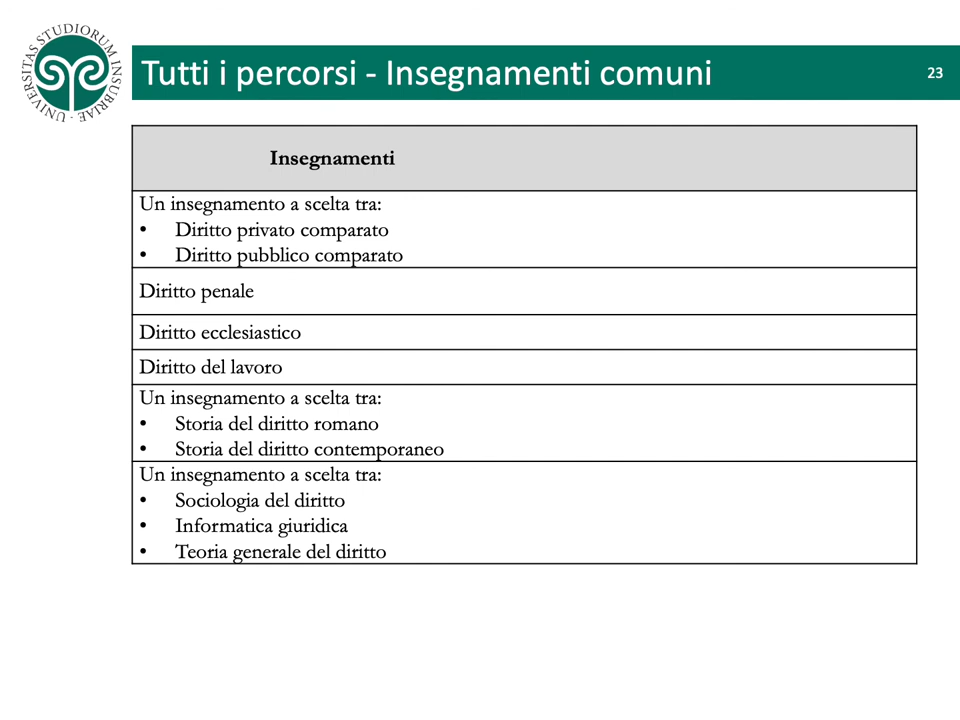 UNIVERSITAS STUDIORUM INSUBRIAE
Tutti i percorsi - Insegnamenti comuni
23
Insegnamenti
Un insegnamento a scelta tra:
• Diritto privato comparato
• Diritto pubblico comparato
Diritto penale
Diritto ecclesiastico
Diritto del lavoro
Un insegnamento a scelta tra:
• Storia del diritto romano
• Storia del diritto contemporaneo
Un insegnamento a scelta tra:
• Sociologia del diritto
• Informatica giuridica
• Teoria generale del diritto